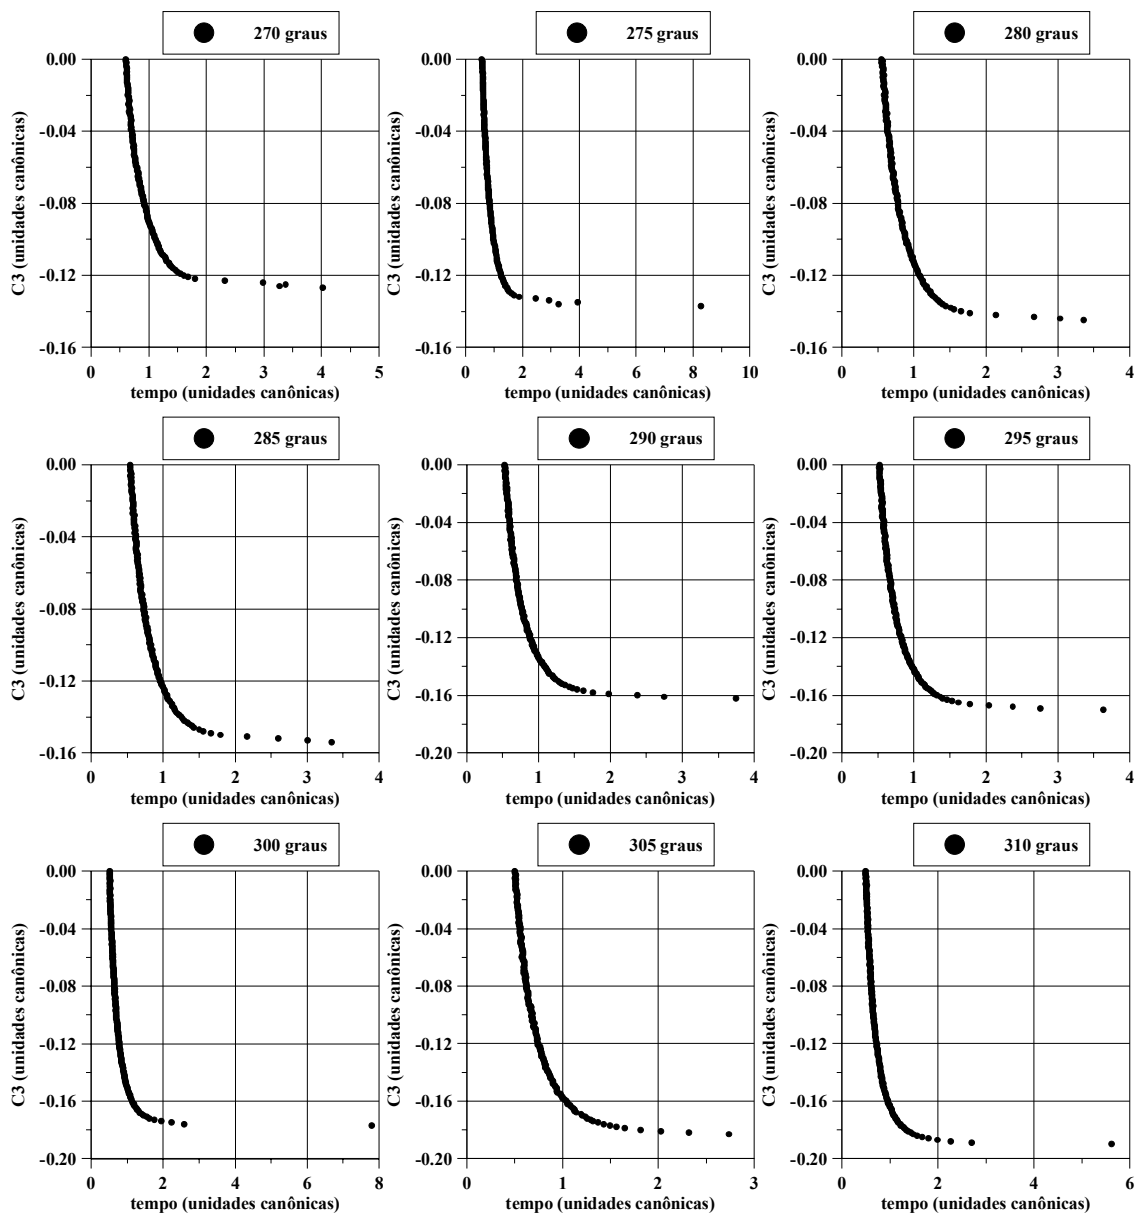 270 graus
275 graus
280 graus
0.00
-0.04
-0.08
-0.12
-0.16
C3 (unidades canônicas)
0 1 2 3 4 5
tempo (unidades canônicas)
0.00
-0.04
-0.08
-0.12
-0.16
C3 (unidades canônicas)
0 2 4 6 8 10
tempo (unidades canônicas)
0.00
-0.04
-0.08
-0.12
-0.16
C3 (unidades canônicas)
0 1 2 3 4
tempo (unidades canônicas)
285 graus
290 graus
295 graus
0.00
-0.04
-0.08
-0.12
-0.16
C3 (unidades canônicas)
0 1 2 3 4
tempo (unidades canônicas)
0.00
-0.04
-0.08
-0.12
-0.16
-0.20
C3 (unidades canônicas)
0 1 2 3 4
tempo (unidades canônicas)
0.00
-0.04
-0.08
-0.12
-0.16
-0.20
C3 (unidades canônicas)
0 1 2 3 4
tempo (unidades canônicas)
300 graus
305 graus
310 graus
0.00
-0.04
-0.08
-0.12
-0.16
-0.20
C3 (unidades canônicas)
0 2 4 6 8
tempo (unidades canônicas)
0.00
-0.04
-0.08
-0.12
-0.16
-0.20
C3 (unidades canônicas)
0 1 2 3
tempo (unidades canônicas)
0.00
-0.04
-0.08
-0.12
-0.16
-0.20
C3 (unidades canônicas)
0 2 4 6
tempo (unidades canônicas)